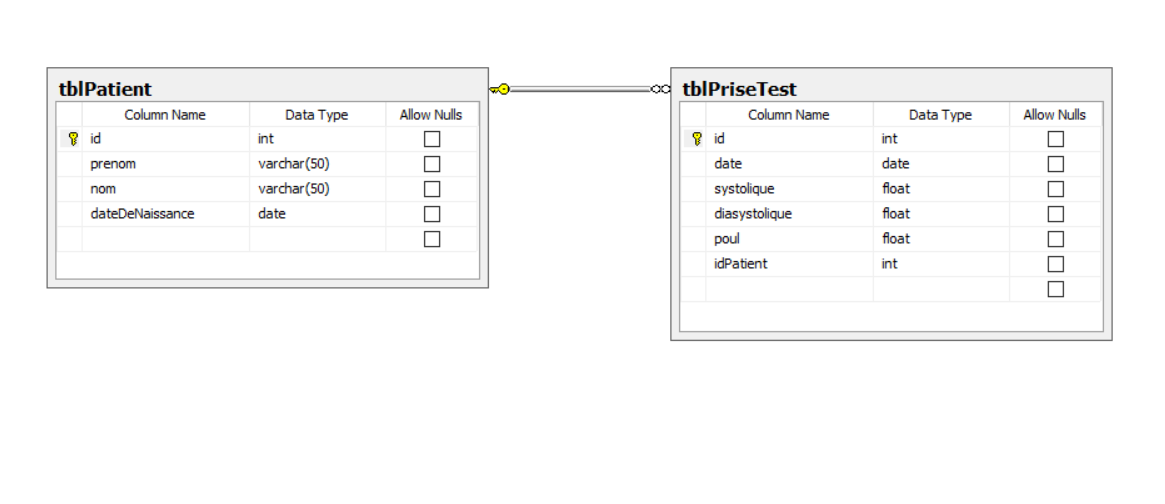 tblPatient
Column Name Data Type Allow Nulls
id int
prenom varchar(50)
nom varchar(50)
dateDeNaissance date
tblPriseTest
Column Name Data Type Allow Nulls
id int
date date
systolique float
diasystolique float
poul float
idPatient int